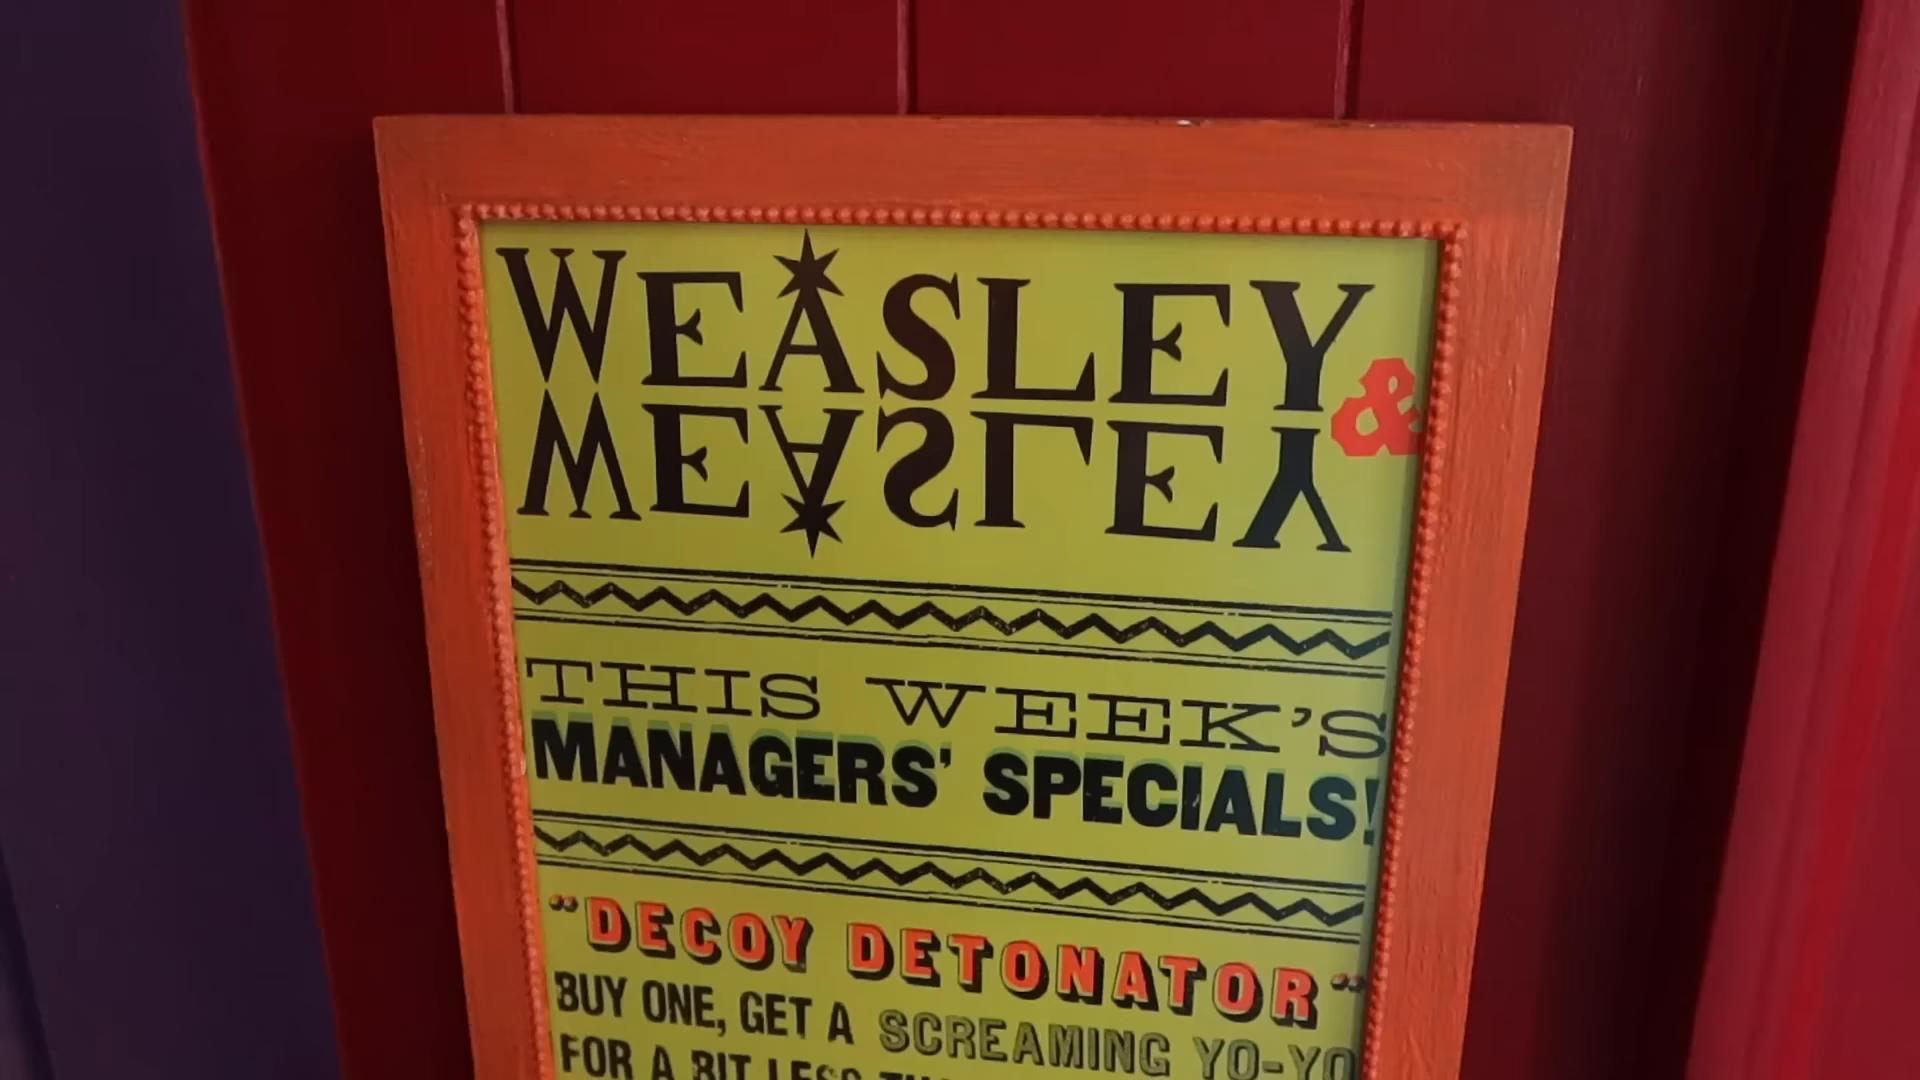 WEASLEY
&
WEASLEY
THIS WEEK'S
MANAGERS' SPECIALS!
"DECOY DETONATOR"
BUY ONE, GET A SCREAMING YO-YO
FOR A BIT LESS